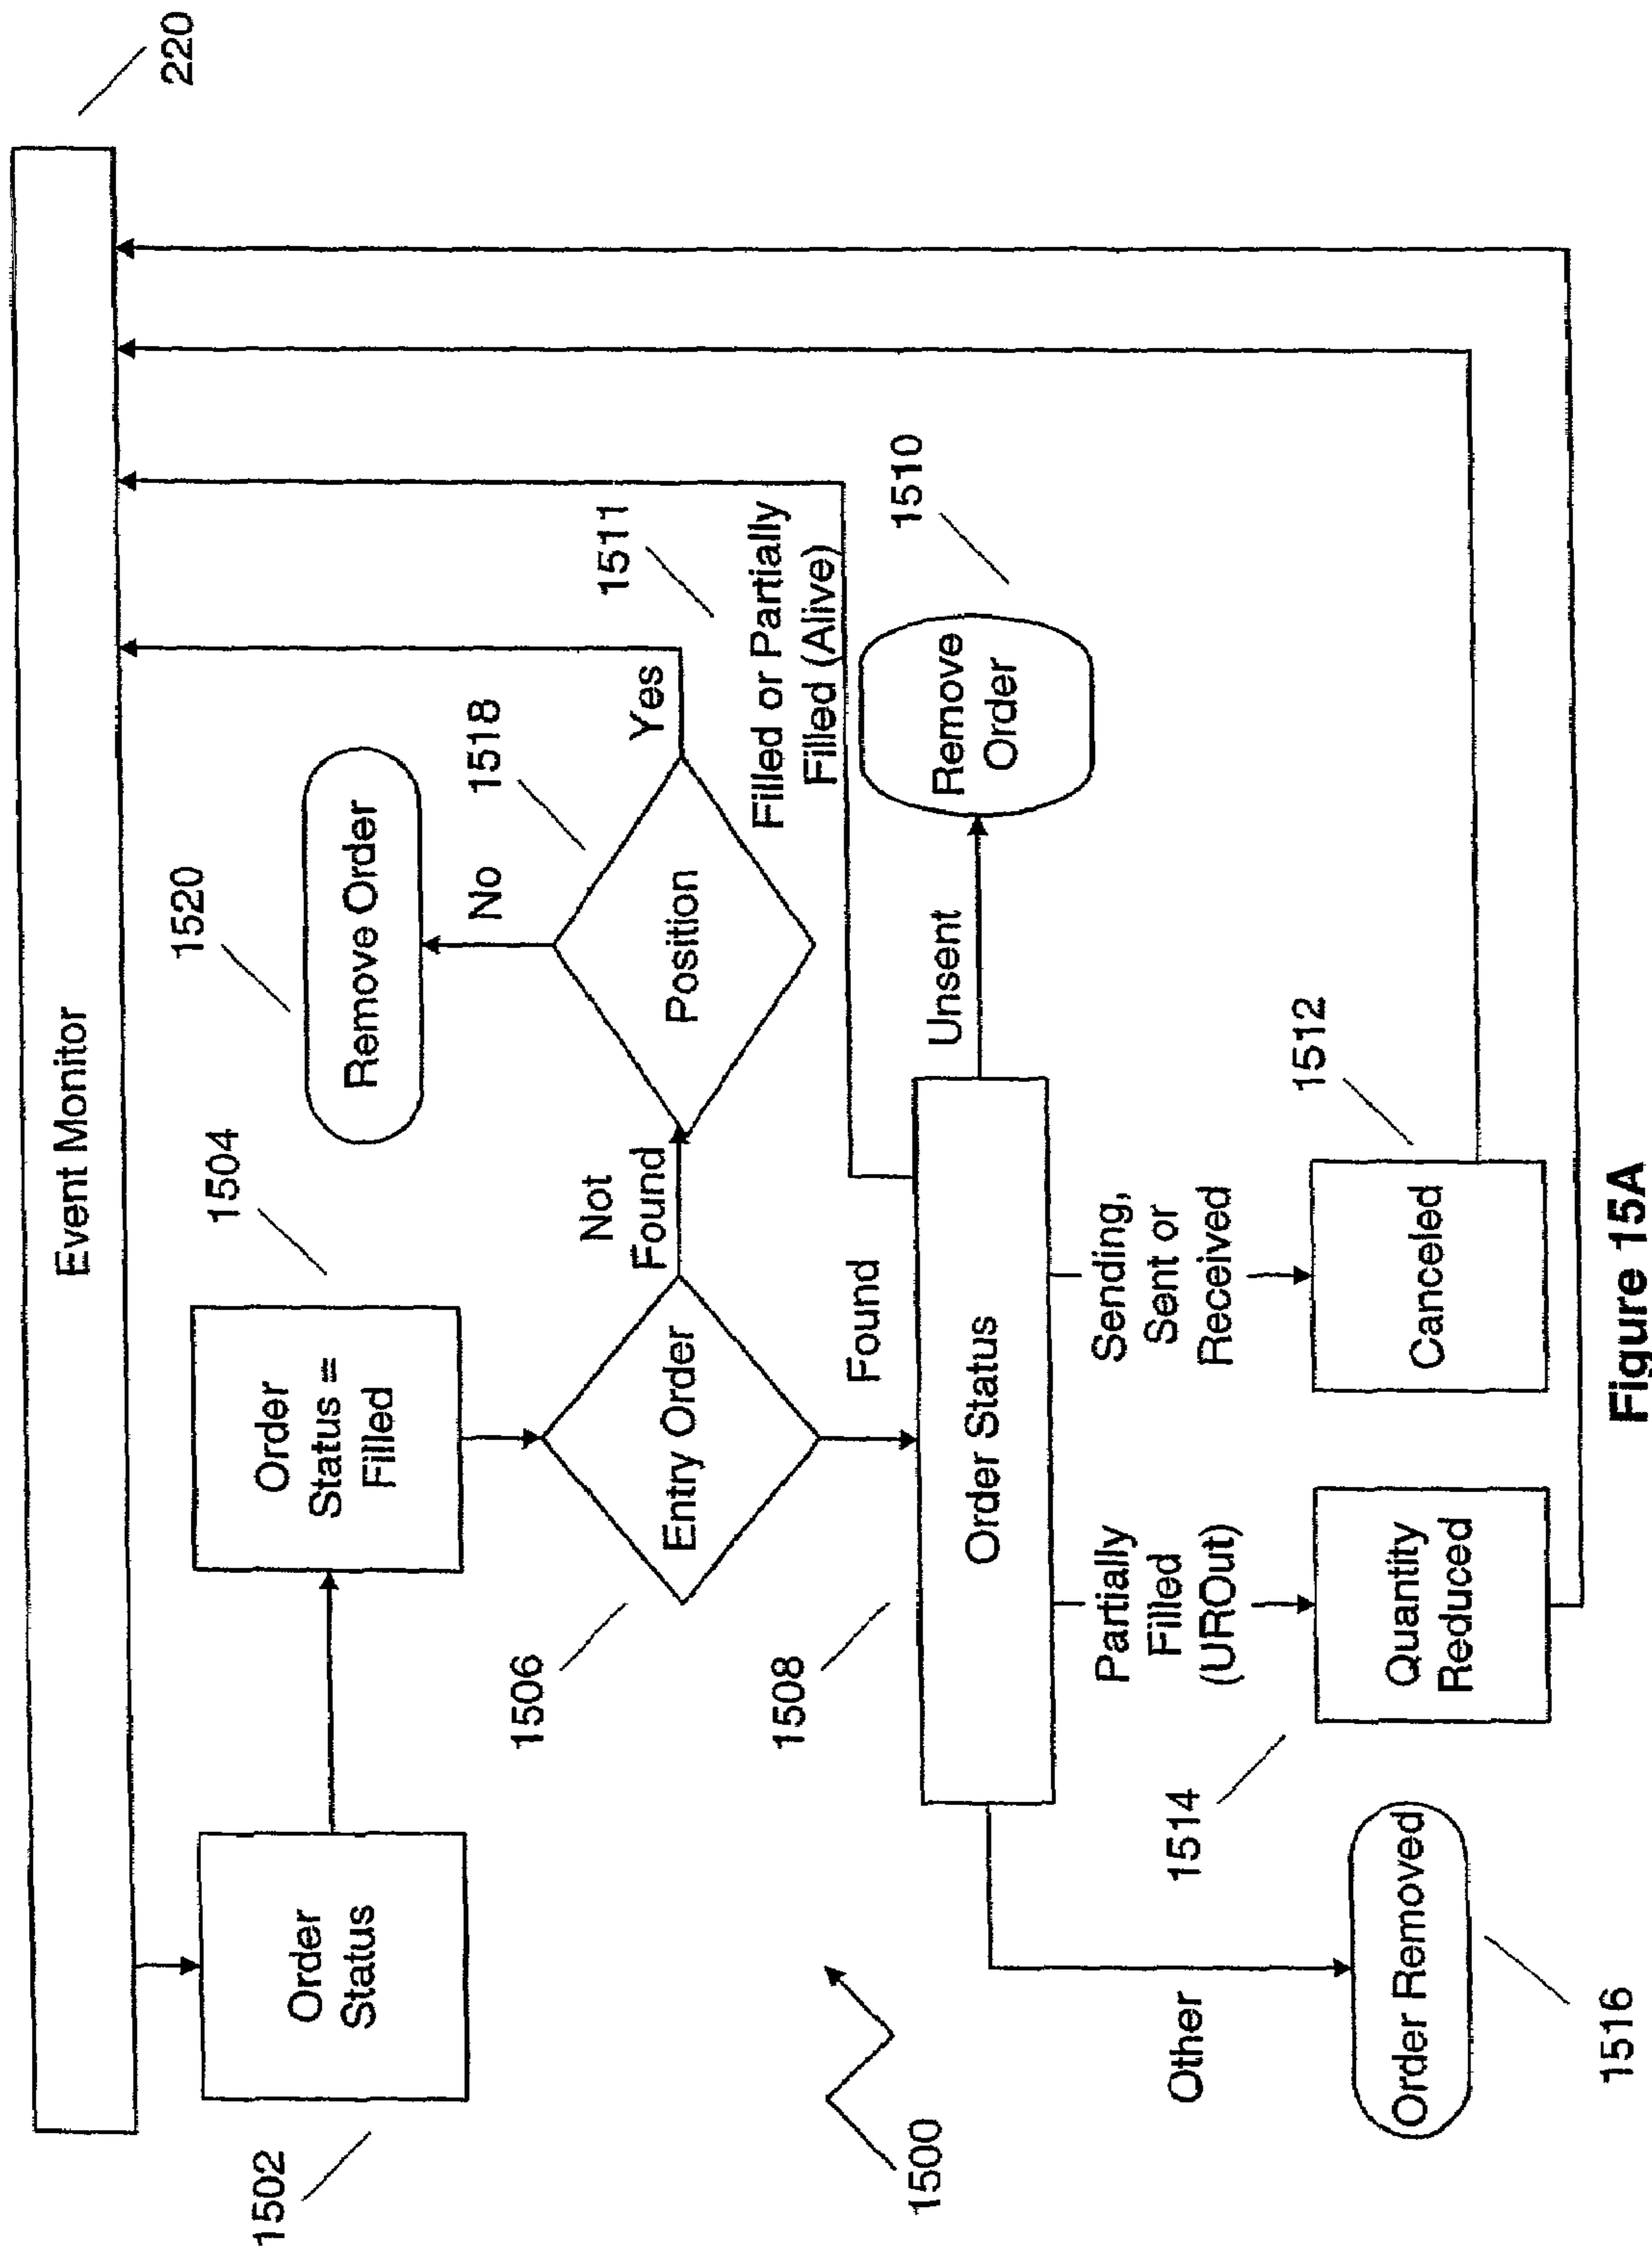 220
Event Monitor
1502
Order
Status
1504
Order
Status =
Filled
1520
Remove Order
No
1518
Yes
1506
Entry Order
Not
Found
Position
1511
Filled or Partially
Filled (Alive)
Found
1508
Order Status
Unsent
Remove
Order
1510
1500
Other
Partially
Filled
(UROut)
Sending,
Sent or
Received
1514
Quantity
Reduced
1512
Canceled
Order Removed
1516
Figure 15A